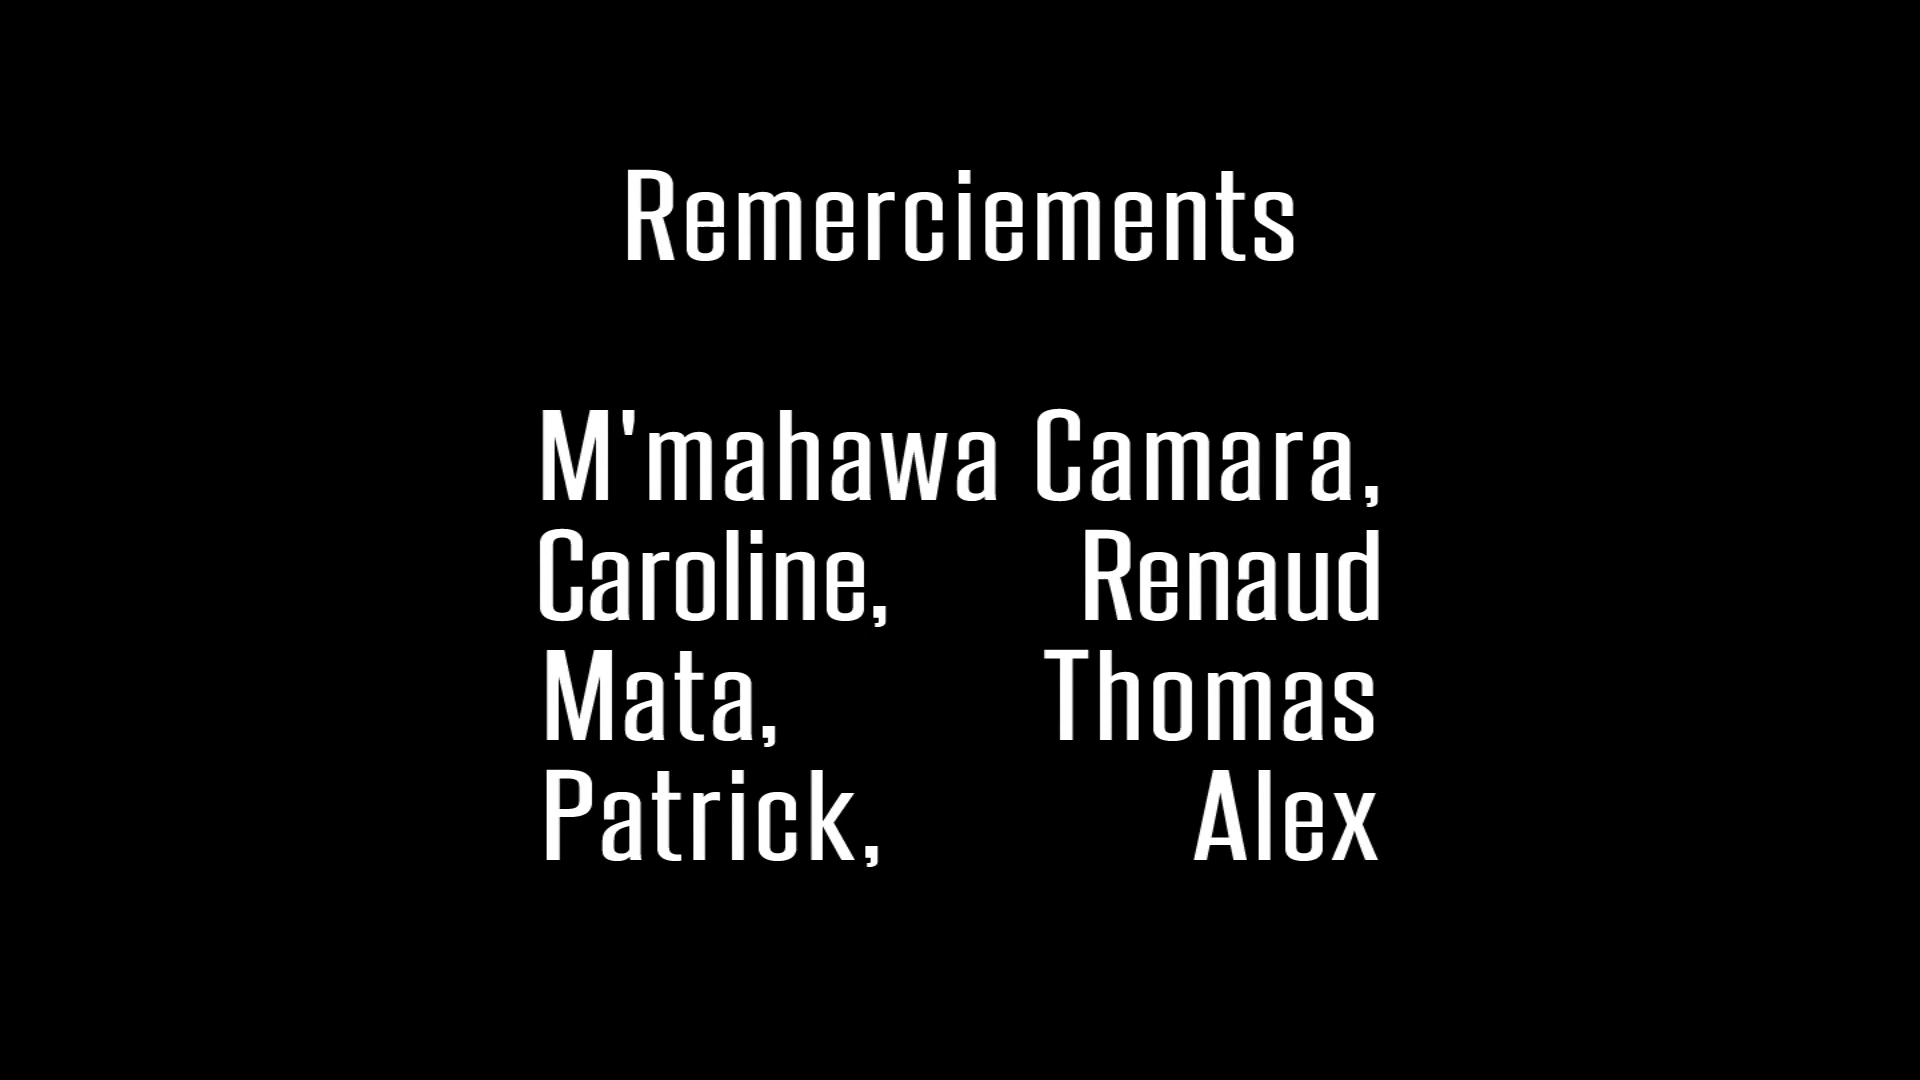 Remerciements
M'mahawa Camara,
Caroline, Renaud
Mata, Thomas
Patrick, Alex